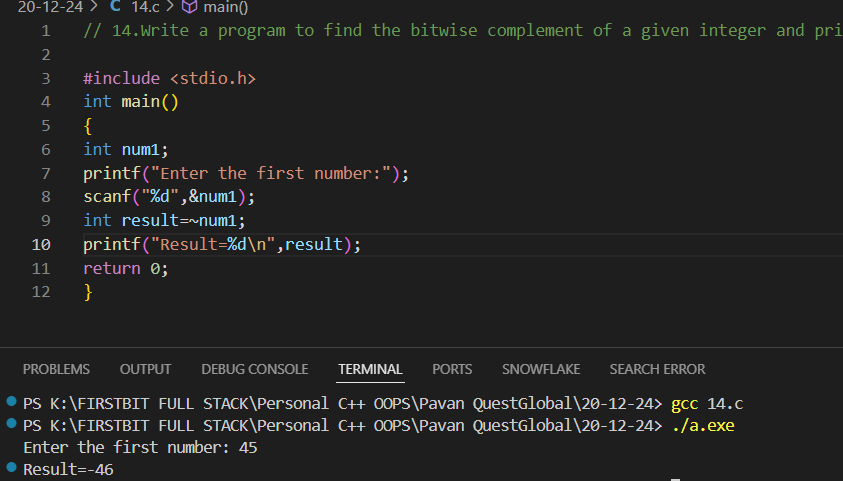 20-12-24 > C 14.c > main()
1 // 14.Write a program to find the bitwise complement of a given integer and pri
2
3 #include <stdio.h>
4 int main()
5 {
6 int num1;
7 printf("Enter the first number:");
8 scanf("%d",&num1);
9 int result=~num1;
10 printf("Result=%d\n",result);
11 return 0;
12 }
PROBLEMS OUTPUT DEBUG CONSOLE TERMINAL PORTS SNOWFLAKE SEARCH ERROR
PS K:\FIRSTBIT FULL STACK\Personal C++ OOPS\Pavan QuestGlobal\20-12-24> gcc 14.c
PS K:\FIRSTBIT FULL STACK\Personal C++ OOPS\Pavan QuestGlobal\20-12-24> ./a.exe
Enter the first number: 45
Result=-46